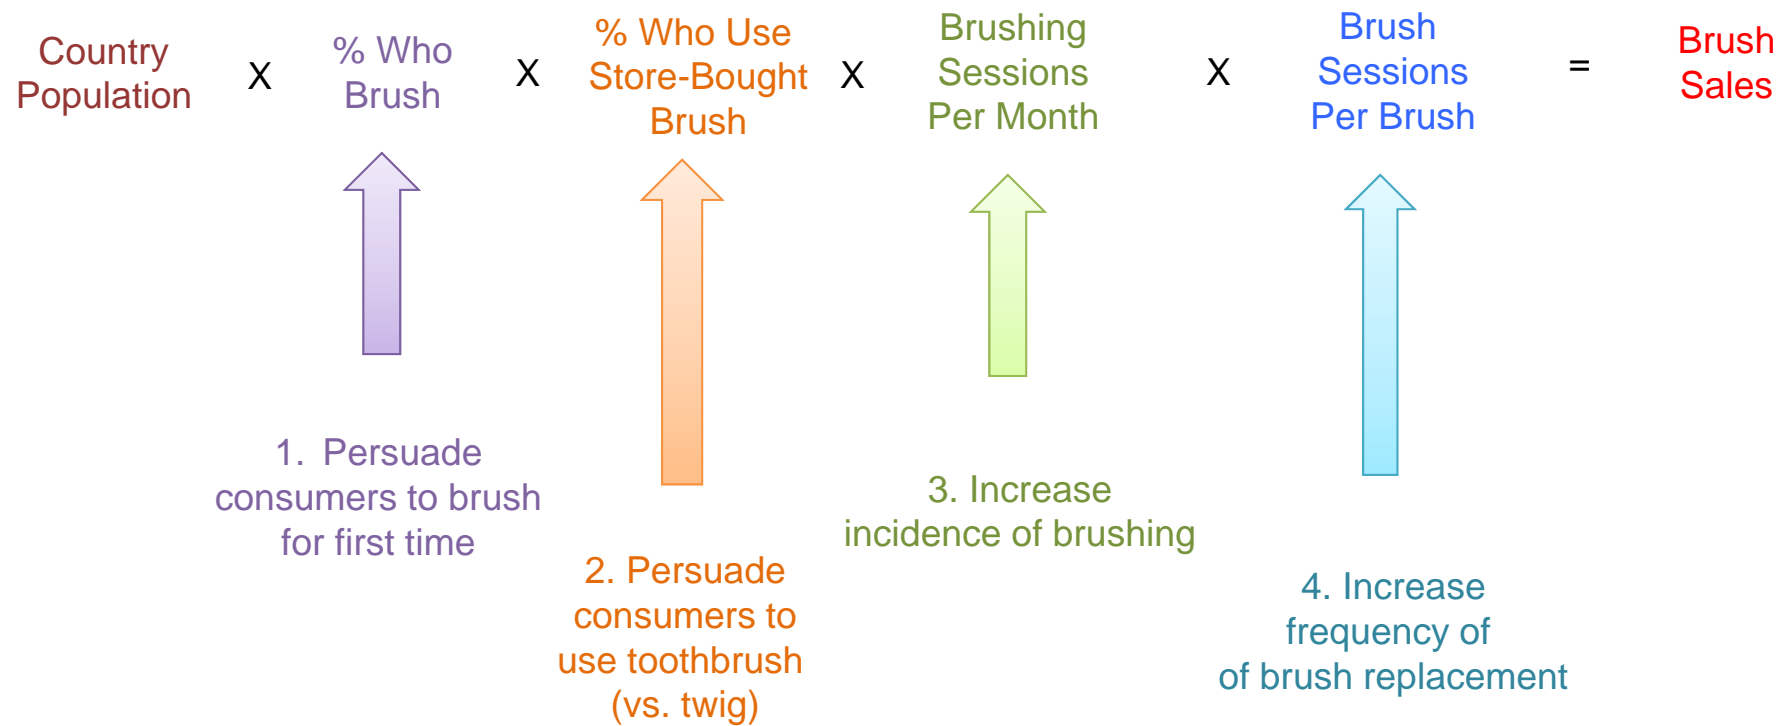 Country
Population
X
% Who
Brush
X
% Who Use
Store-Bought
Brush
X
Brushing
Sessions
Per Month
X
Brush
Sessions
Per Brush
=
Brush
Sales
1. Persuade
consumers to brush
for first time
2. Persuade
consumers to
use toothbrush
(vs. twig)
3. Increase
incidence of brushing
4. Increase
frequency of
of brush replacement